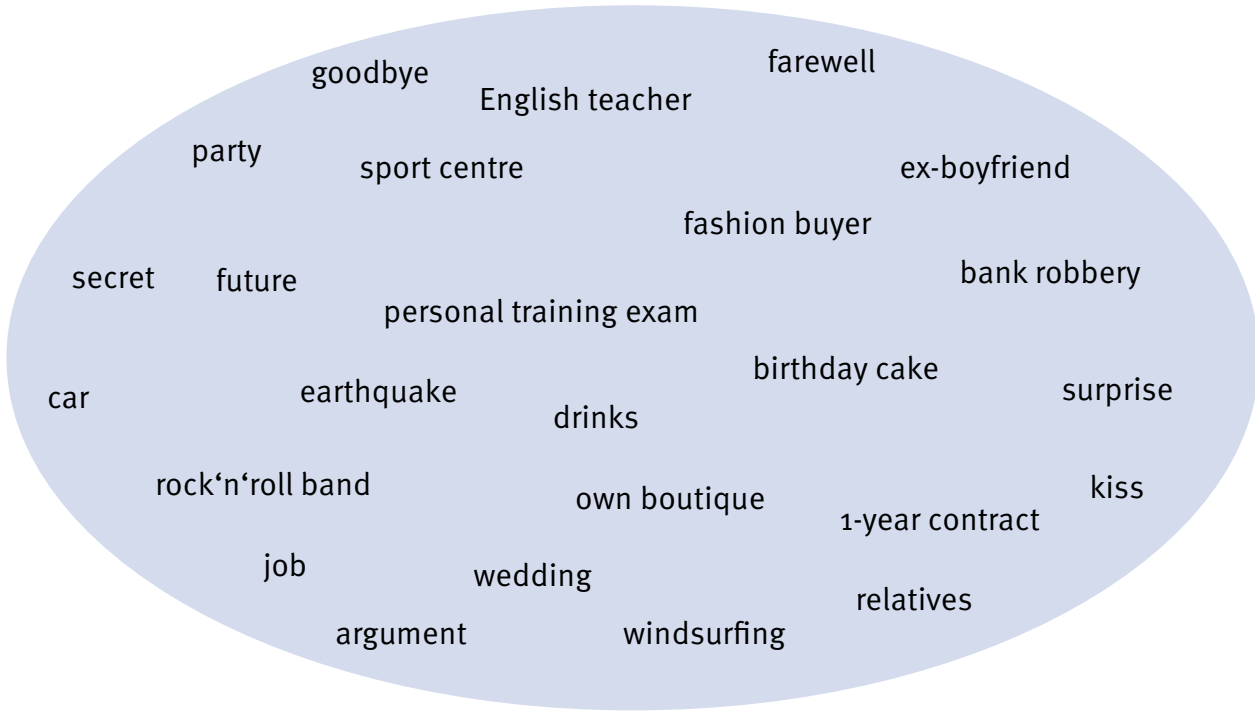 goodbye
farewell
English teacher
party
sport centre
ex-boyfriend
fashion buyer
secret
future
bank robbery
personal training exam
birthday cake
car
earthquake
surprise
drinks
rock‘n‘roll band
own boutique
kiss
1-year contract
job
wedding
relatives
argument
windsurfing